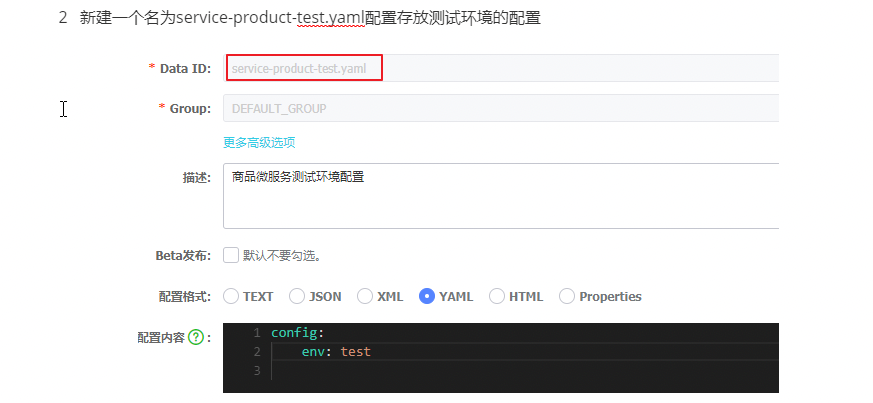 2 新建一个名为service-product-test.yaml配置存放测试环境的配置
* Data ID: service-product-test.yaml
* Group: DEFAULT_GROUP
更多高级选项
描述: 商品微服务测试环境配置
Beta发布: 默认不要勾选。
配置格式: TEXT JSON XML YAML HTML Properties
配置内容 ? : 1 config:
2 env: test
3